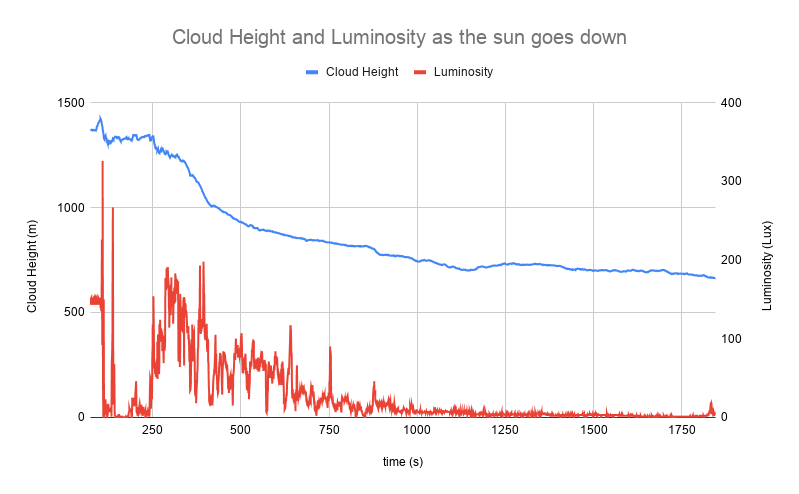 Cloud Height and Luminosity as the sun goes down
Cloud Height Luminosity
1500
1000
500
0
Cloud Height (m)
400
300
200
100
0
Luminosity (Lux)
250 500 750 1000 1250 1500 1750
time (s)